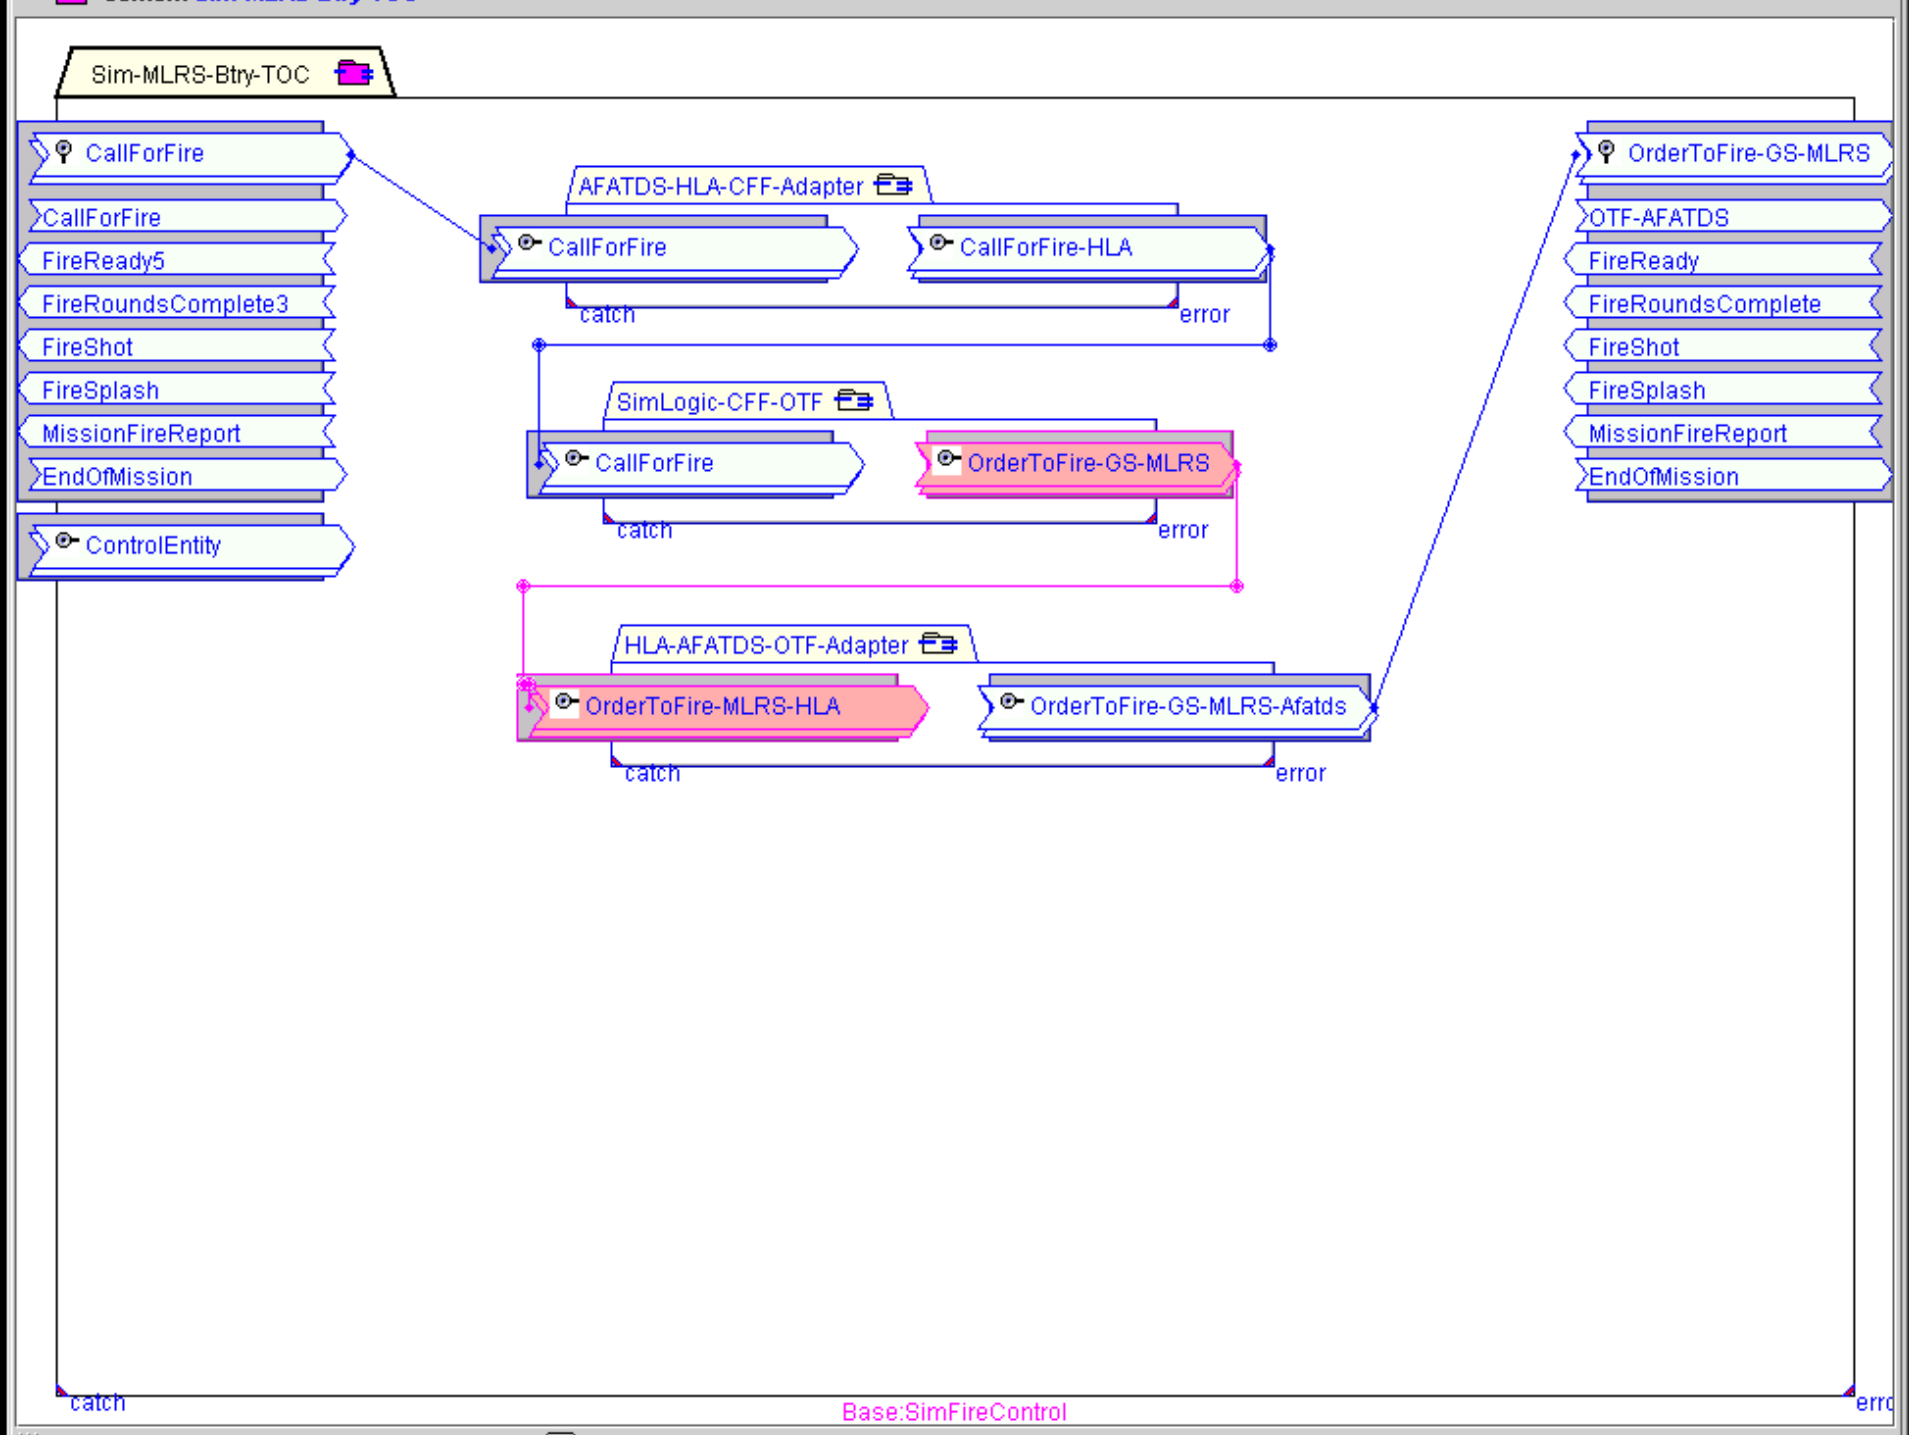 Sim-MLRS-Btry-TOC
CallForFire
CallForFire
FireReady5
FireRoundsComplete3
FireShot
FireSplash
MissionFireReport
EndOfMission
ControlEntity
AFATDS-HLA-CFF-Adapter
CallForFire
CallForFire-HLA
catch
error
SimLogic-CFF-OTF
CallForFire
OrderToFire-GS-MLRS
catch
error
HLA-AFATDS-OTF-Adapter
OrderToFire-MLRS-HLA
OrderToFire-GS-MLRS-Afatds
catch
error
OrderToFire-GS-MLRS
OTF-AFATDS
FireReady
FireRoundsComplete
FireShot
FireSplash
MissionFireReport
EndOfMission
catch
Base:SimFireControl
erro